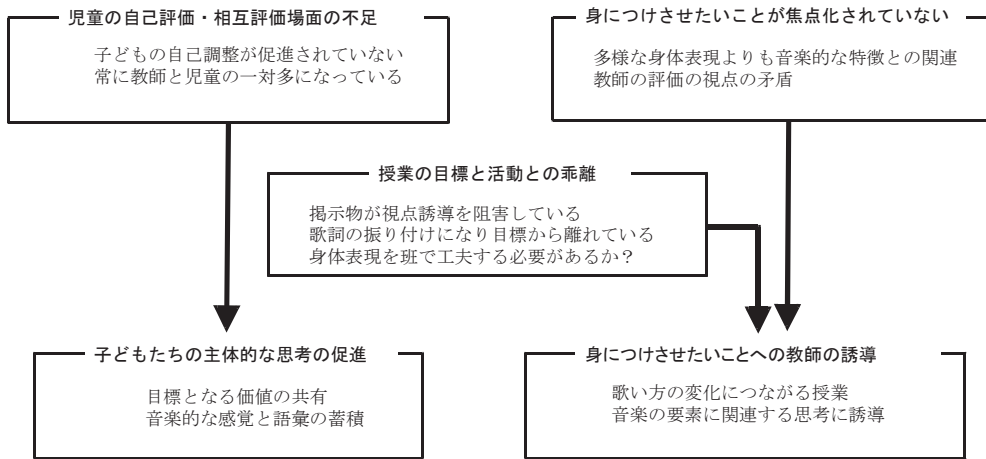 児童の自己評価・相互評価場面の不足
子どもの自己調整が促進されていない
常に教師と児童の一対多になっている
身につけさせたいことが焦点化されていない
多様な身体表現よりも音楽的な特徴との関連
教師の評価の視点の矛盾
授業の目標と活動との乖離
掲示物が視点誘導を阻害している
歌詞の振り付けになり目標から離れている
身体表現を班で工夫する必要があるか？
子どもたちの主体的な思考の促進
目標となる価値の共有
音楽的な感覚と語彙の蓄積
身につけさせたいことへの教師の誘導
歌い方の変化につながる授業
音楽の要素に関連する思考に誘導